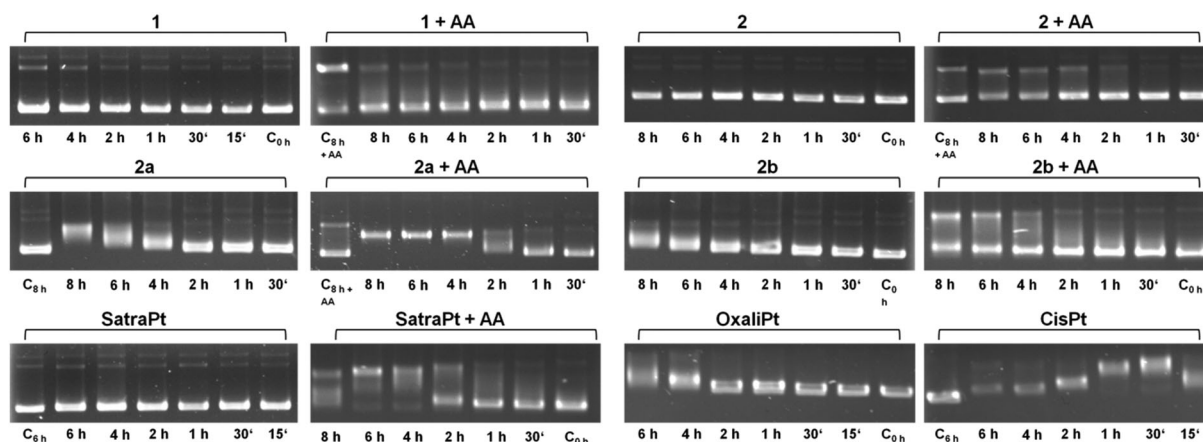 1
1 + AA
2
2 + AA
6 h 4 h 2 h 1 h 30‘ 15‘ C0 h
C8 h + AA 8 h 6 h 4 h 2 h 1 h 30‘
8 h 6 h 4 h 2 h 1 h 30‘ C0 h
C8 h + AA 8 h 6 h 4 h 2 h 1 h 30‘
2a
2a + AA
2b
2b + AA
C8 h 8 h 6 h 4 h 2 h 1 h 30‘
C8 h + AA 8 h 6 h 4 h 2 h 1 h 30‘
8 h 6 h 4 h 2 h 1 h 30‘ C0 h
8 h 6 h 4 h 2 h 1 h 30‘ C0 h
SatraPt
SatraPt + AA
OxaliPt
CisPt
C6 h 6 h 4 h 2 h 1 h 30‘ 15‘
8 h 6 h 4 h 2 h 1 h 30‘ C0 h
6 h 4 h 2 h 1 h 30‘ 15‘ C0 h
C6 h 6 h 4 h 2 h 1 h 30‘ 15‘